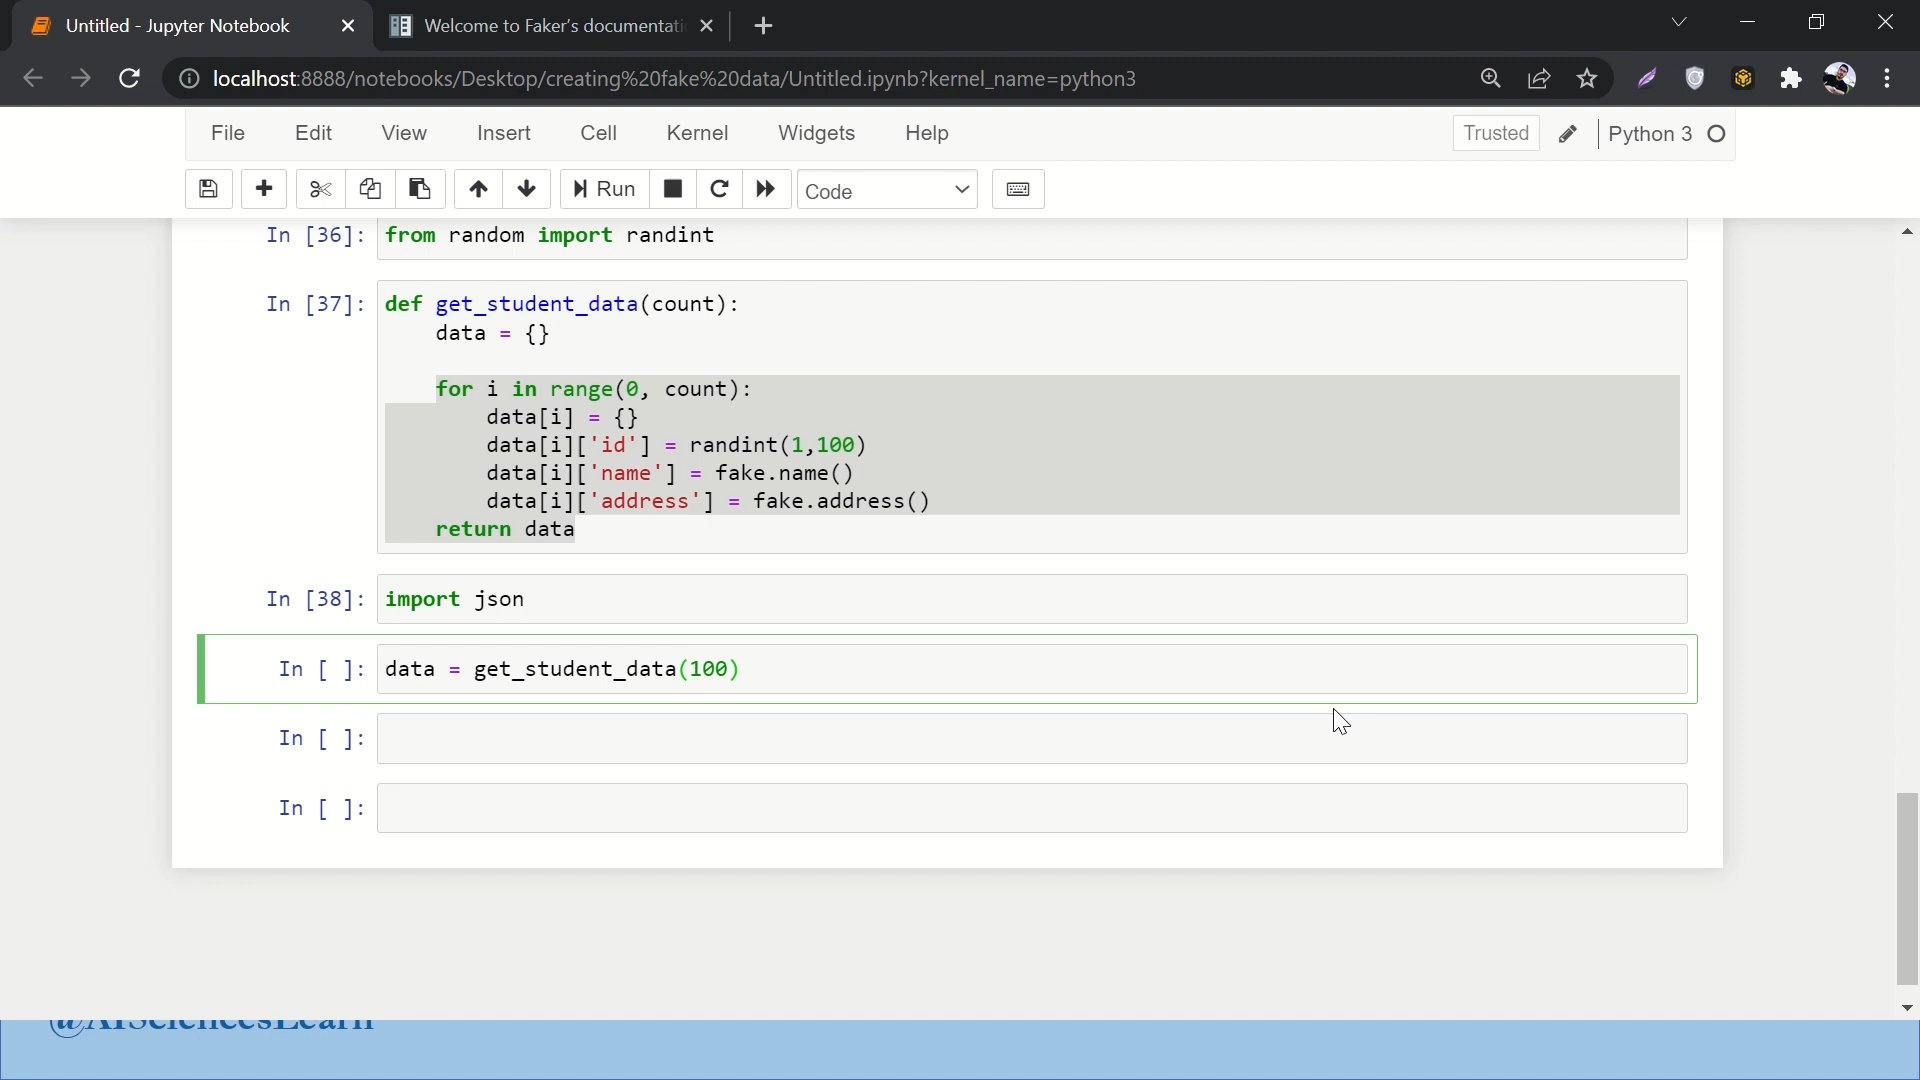 Untitled - Jupyter Notebook
Welcome to Faker's documentati
localhost:8888/notebooks/Desktop/creating%20fake%20data/Untitled.ipynb?kernel_name=python3
File Edit View Insert Cell Kernel Widgets Help
Trusted
Python 3
Run
Code
In [36]: from random import randint
In [37]: def get_student_data(count):
data = {}
for i in range(0, count):
data[i] = {}
data[i]['id'] = randint(1,100)
data[i]['name'] = fake.name()
data[i]['address'] = fake.address()
return data
In [38]: import json
In [ ]: data = get_student_data(100)
In [ ]:
In [ ]:
@AISciencesLearn